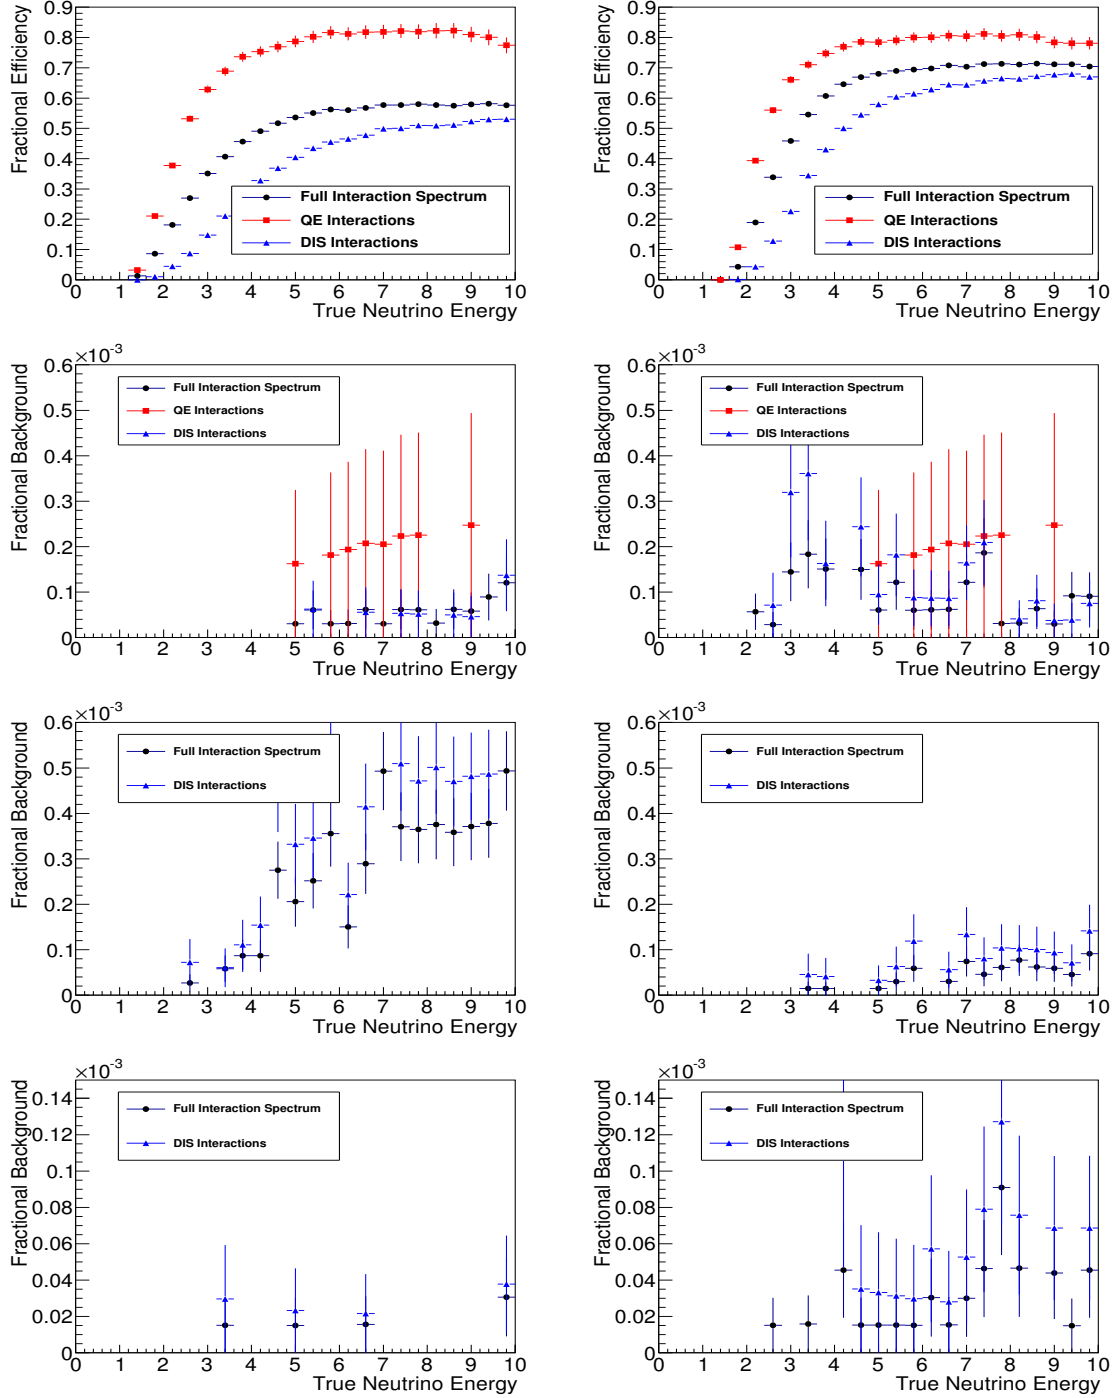 Fractional Efficiency
0.9
0.8
0.7
0.6
0.5
0.4
0.3
0.2
0.1
0
Full Interaction Spectrum
QE Interactions
DIS Interactions
0 1 2 3 4 5 6 7 8 9 10
True Neutrino Energy
Fractional Efficiency
0.9
0.8
0.7
0.6
0.5
0.4
0.3
0.2
0.1
0
Full Interaction Spectrum
QE Interactions
DIS Interactions
0 1 2 3 4 5 6 7 8 9 10
True Neutrino Energy
×10⁻³
Fractional Background
0.6
0.5
0.4
0.3
0.2
0.1
0
Full Interaction Spectrum
QE Interactions
DIS Interactions
0 1 2 3 4 5 6 7 8 9 10
True Neutrino Energy
×10⁻³
Fractional Background
0.6
0.5
0.4
0.3
0.2
0.1
0
Full Interaction Spectrum
QE Interactions
DIS Interactions
0 1 2 3 4 5 6 7 8 9 10
True Neutrino Energy
×10⁻³
Fractional Background
0.6
0.5
0.4
0.3
0.2
0.1
0
Full Interaction Spectrum
DIS Interactions
0 1 2 3 4 5 6 7 8 9 10
True Neutrino Energy
×10⁻³
Fractional Background
0.6
0.5
0.4
0.3
0.2
0.1
0
Full Interaction Spectrum
DIS Interactions
0 1 2 3 4 5 6 7 8 9 10
True Neutrino Energy
×10⁻³
Fractional Background
0.14
0.12
0.1
0.08
0.06
0.04
0.02
0
Full Interaction Spectrum
DIS Interactions
0 1 2 3 4 5 6 7 8 9 10
True Neutrino Energy
×10⁻³
Fractional Background
0.14
0.12
0.1
0.08
0.06
0.04
0.02
0
Full Interaction Spectrum
DIS Interactions
0 1 2 3 4 5 6 7 8 9 10
True Neutrino Energy